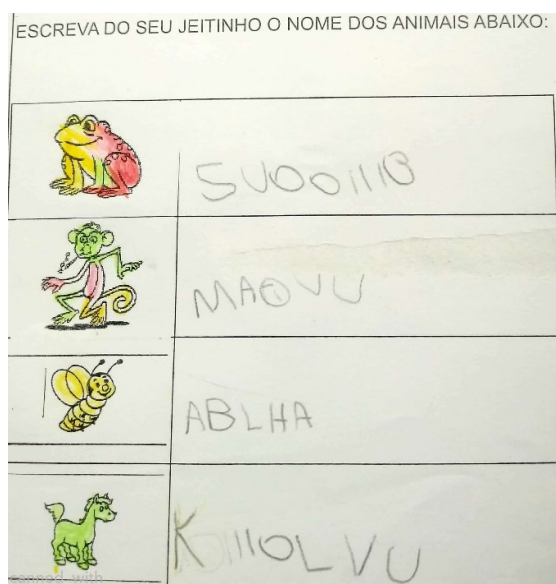 ESCREVA DO SEU JEITINHO O NOME DOS ANIMAIS ABAIXO:
SUOOIIIB
MAOVU
ABLHA
KIIIOLVU